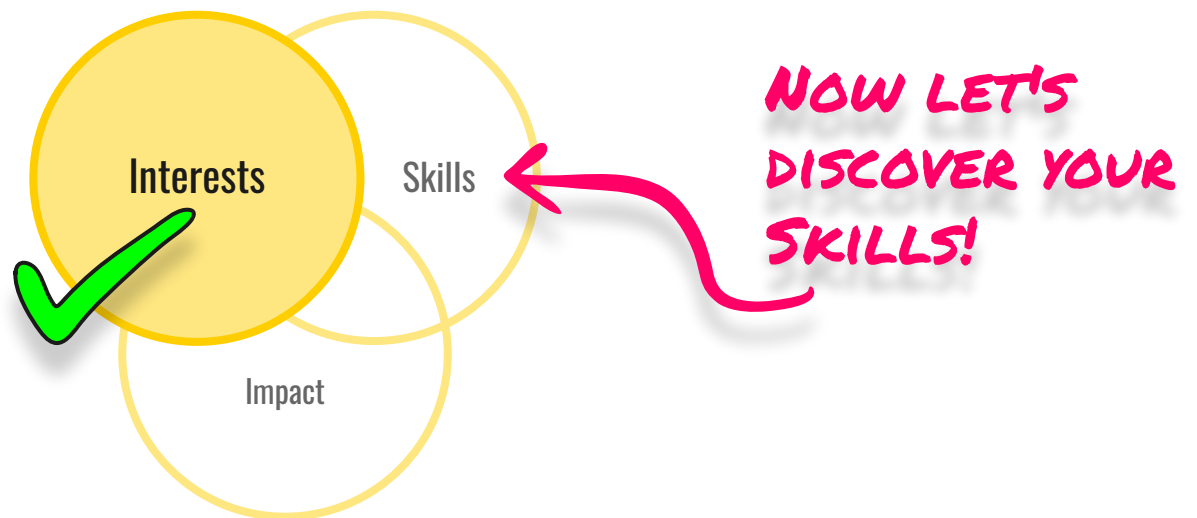 Interests
Skills
Impact
Now let's
discover your
Skills!